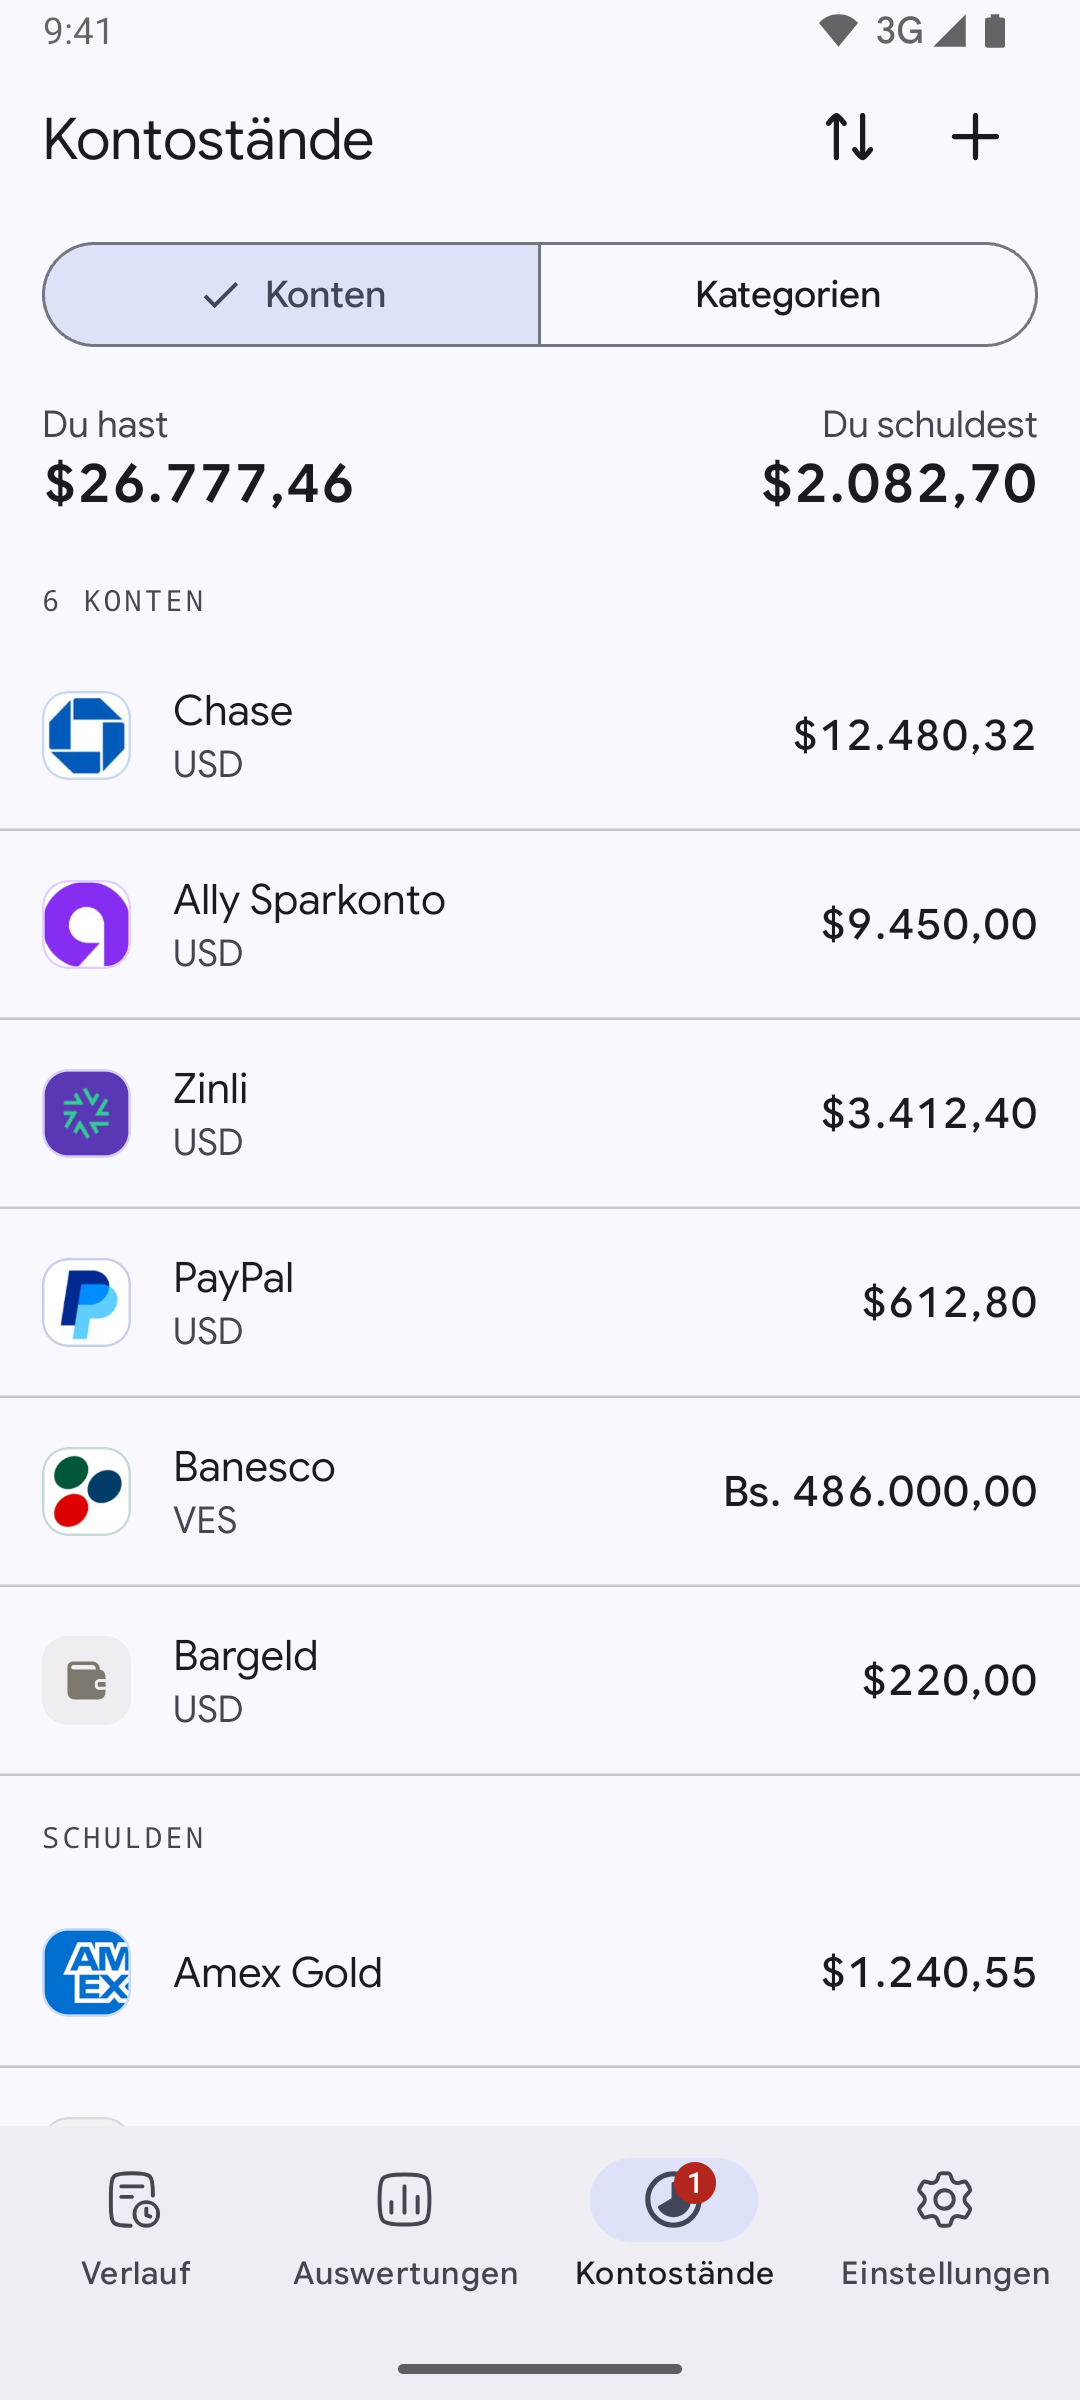 9:41
3G
Kontostände
Konten
Kategorien
Du hast
Du schuldest
$26.777,46
$2.082,70
6 KONTEN
Chase
USD
$12.480,32
Ally Sparkonto
USD
$9.450,00
Zinli
USD
$3.412,40
PayPal
USD
$612,80
Banesco
VES
Bs. 486.000,00
Bargeld
USD
$220,00
SCHULDEN
AM
EX
Amex Gold
$1.240,55
1
Verlauf
Auswertungen
Kontostände
Einstellungen